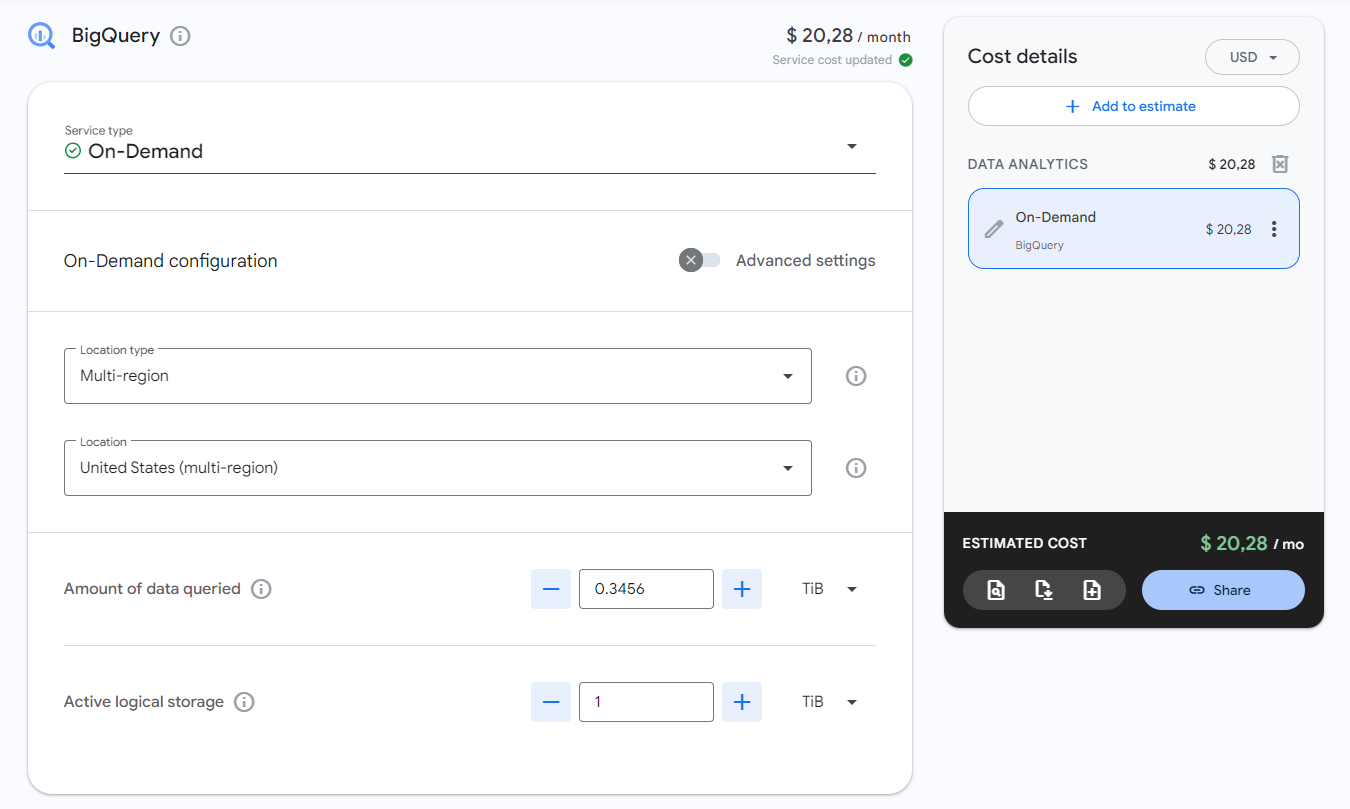 BigQuery
$ 20,28 / month
Service cost updated
Service type
On-Demand
On-Demand configuration
Advanced settings
Location type
Multi-region
Location
United States (multi-region)
Amount of data queried
0.3456
TiB
Active logical storage
1
TiB
Cost details
USD
Add to estimate
DATA ANALYTICS
$ 20,28
On-Demand
BigQuery
$ 20,28
ESTIMATED COST
$ 20,28 / mo
Share